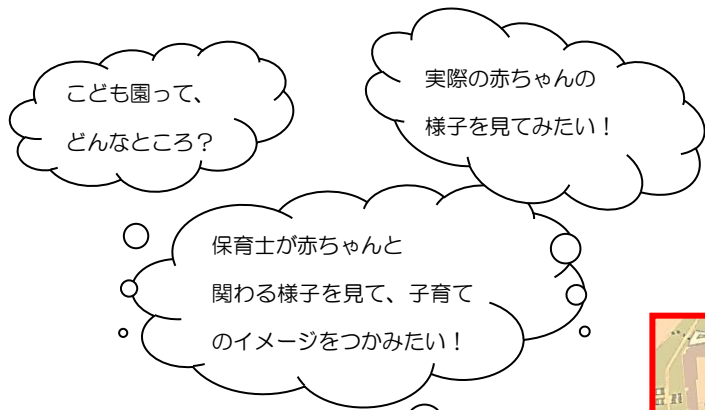 こども園って、
どんなところ？
実際の赤ちゃんの
様子を見てみたい！
保育士が赤ちゃんと
関わる様子を見て、子育て
のイメージをつかみたい！